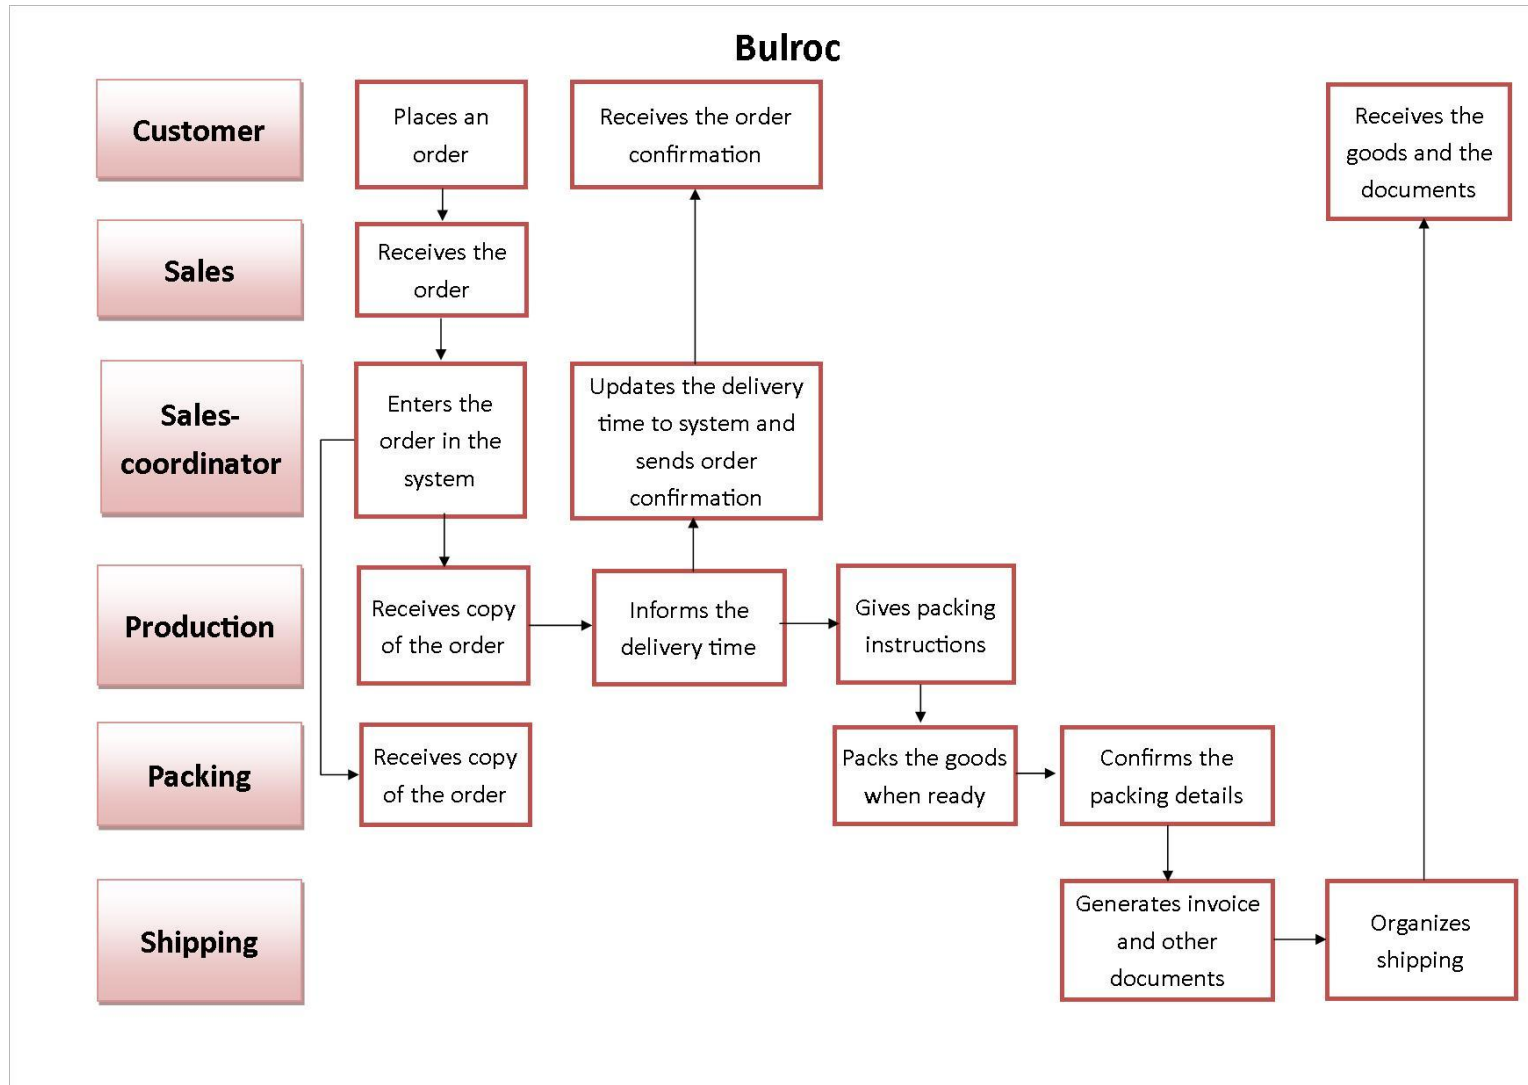 Bulroc
Customer
Places an
order
Receives the order
confirmation
Receives the
goods and the
documents
Sales
Receives the
order
Sales-
coordinator
Enters the
order in the
system
Updates the delivery
time to system and
sends order
confirmation
Production
Receives copy
of the order
Informs the
delivery time
Gives packing
instructions
Packing
Receives copy
of the order
Packs the goods
when ready
Confirms the
packing details
Shipping
Generates invoice
and other
documents
Organizes
shipping